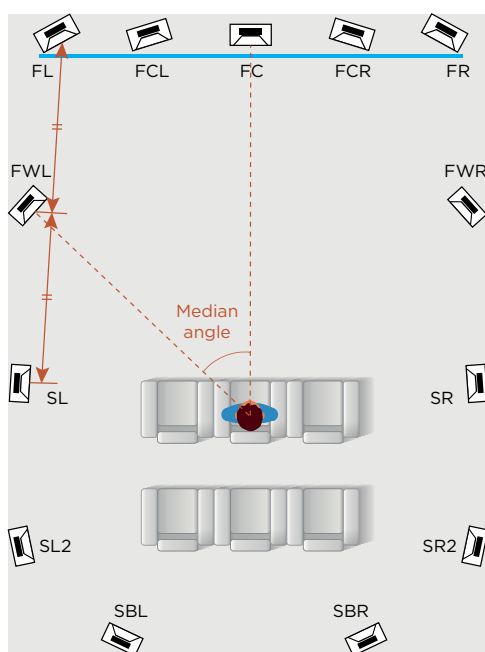 FL
FCL
FC
FCR
FR
FWL
FWR
Median
angle
SL
SR
SL2
SR2
SBL
SBR